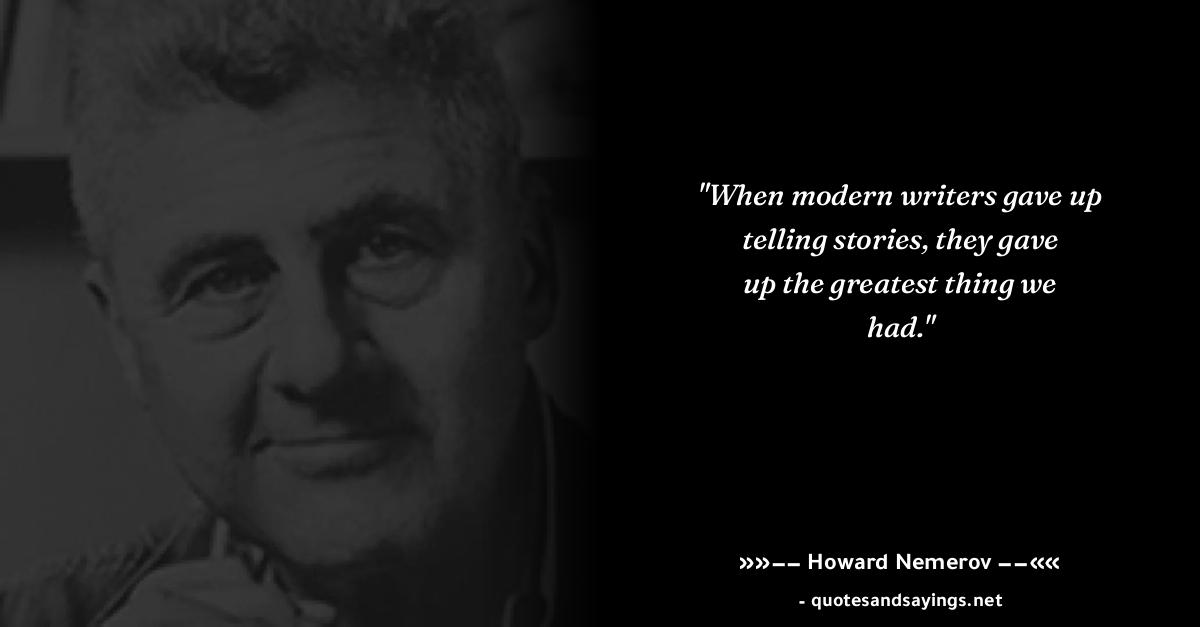 "When modern writers gave up
telling stories, they gave
up the greatest thing we
had."
»»–– Howard Nemerov ––««
- quotesandsayings.net